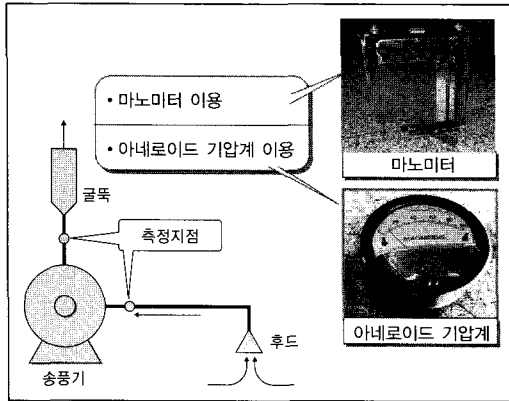 • 마노미터 이용
• 아네로이드 기압계 이용
마노미터
굴뚝
측정지점
아네로이드 기압계
후드
송풍기